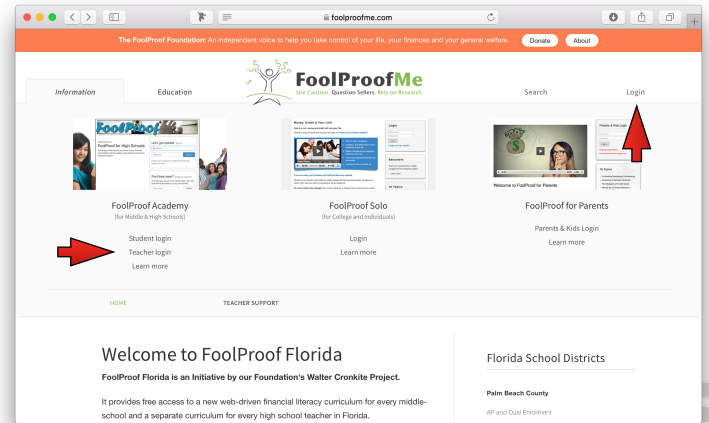 foolproofme.com
The FoolProof Foundation: An independent voice to help you take control of your life, your finances and your general welfare. Donate About
Information Education FoolProofMe Search Login
Use Caution. Question Sellers. Rely on Research.
FoolProof
Welcome to FoolProof for Parents
FoolProof Academy FoolProof Solo FoolProof for Parents
(for Middle & High Schools) (for College and Individuals)
Student login Login Parents & Kids Login
Teacher login Learn more Learn more
Learn more
HOME TEACHER SUPPORT
Welcome to FoolProof Florida Florida School Districts
FoolProof Florida is an Initiative by our Foundation's Walter Cronkite Project.
Palm Beach County
It provides free access to a new web-driven financial literacy curriculum for every middle-
AP and Dual Enrollment
school and a separate curriculum for every high school teacher in Florida.